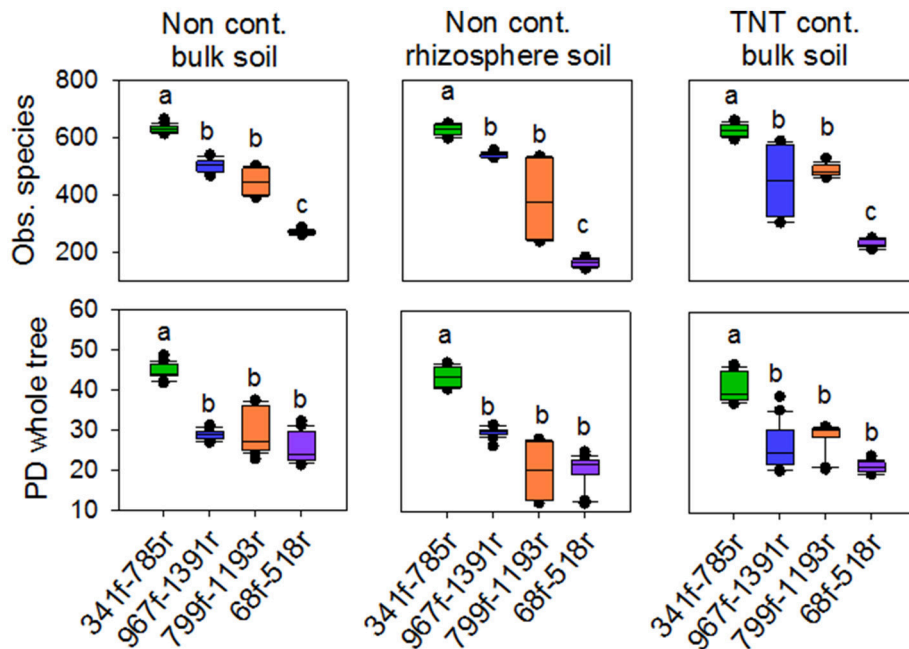 Non cont.
bulk soil
Non cont.
rhizosphere soil
TNT cont.
bulk soil
Obs. species
800
600
400
200
a
b
b
c
a
b
b
c
a
b
b
c
PD whole tree
60
50
40
30
20
10
a
b
b
b
a
b
b
b
a
b
b
b
341f-785r
967f-1391r
799f-1193r
68f-518r
341f-785r
967f-1391r
799f-1193r
68f-518r
341f-785r
967f-1391r
799f-1193r
68f-518r